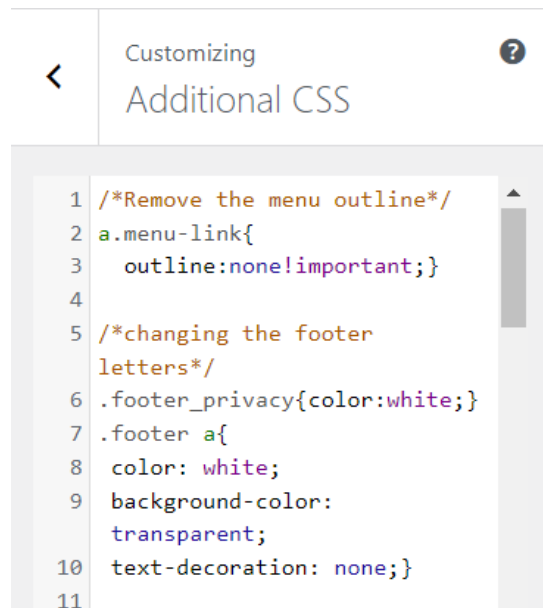 Customizing
Additional CSS
1 /*Remove the menu outline*/
2 a.menu-link{
3 outline:none!important;}
4
5 /*changing the footer
letters*/
6 .footer_privacy{color:white;}
7 .footer a{
8 color: white;
9 background-color:
transparent;
10 text-decoration: none;}
11